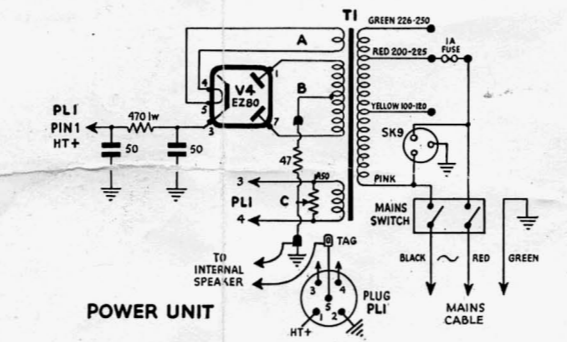 T1
GREEN 226-250
A
RED 200-225
1A
FUSE
V4
EZ80
4
5
1
3
7
B
YELLOW 100-120
PL1
PIN 1
HT+
470 1W
50
50
SK9
47
PINK
3
PL1
4
C
MAINS
SWITCH
TAG
TO
INTERNAL
SPEAKER
BLACK
RED
GREEN
3
4
5
1
2
HT+
PLUG
PL1
MAINS
CABLE
POWER UNIT